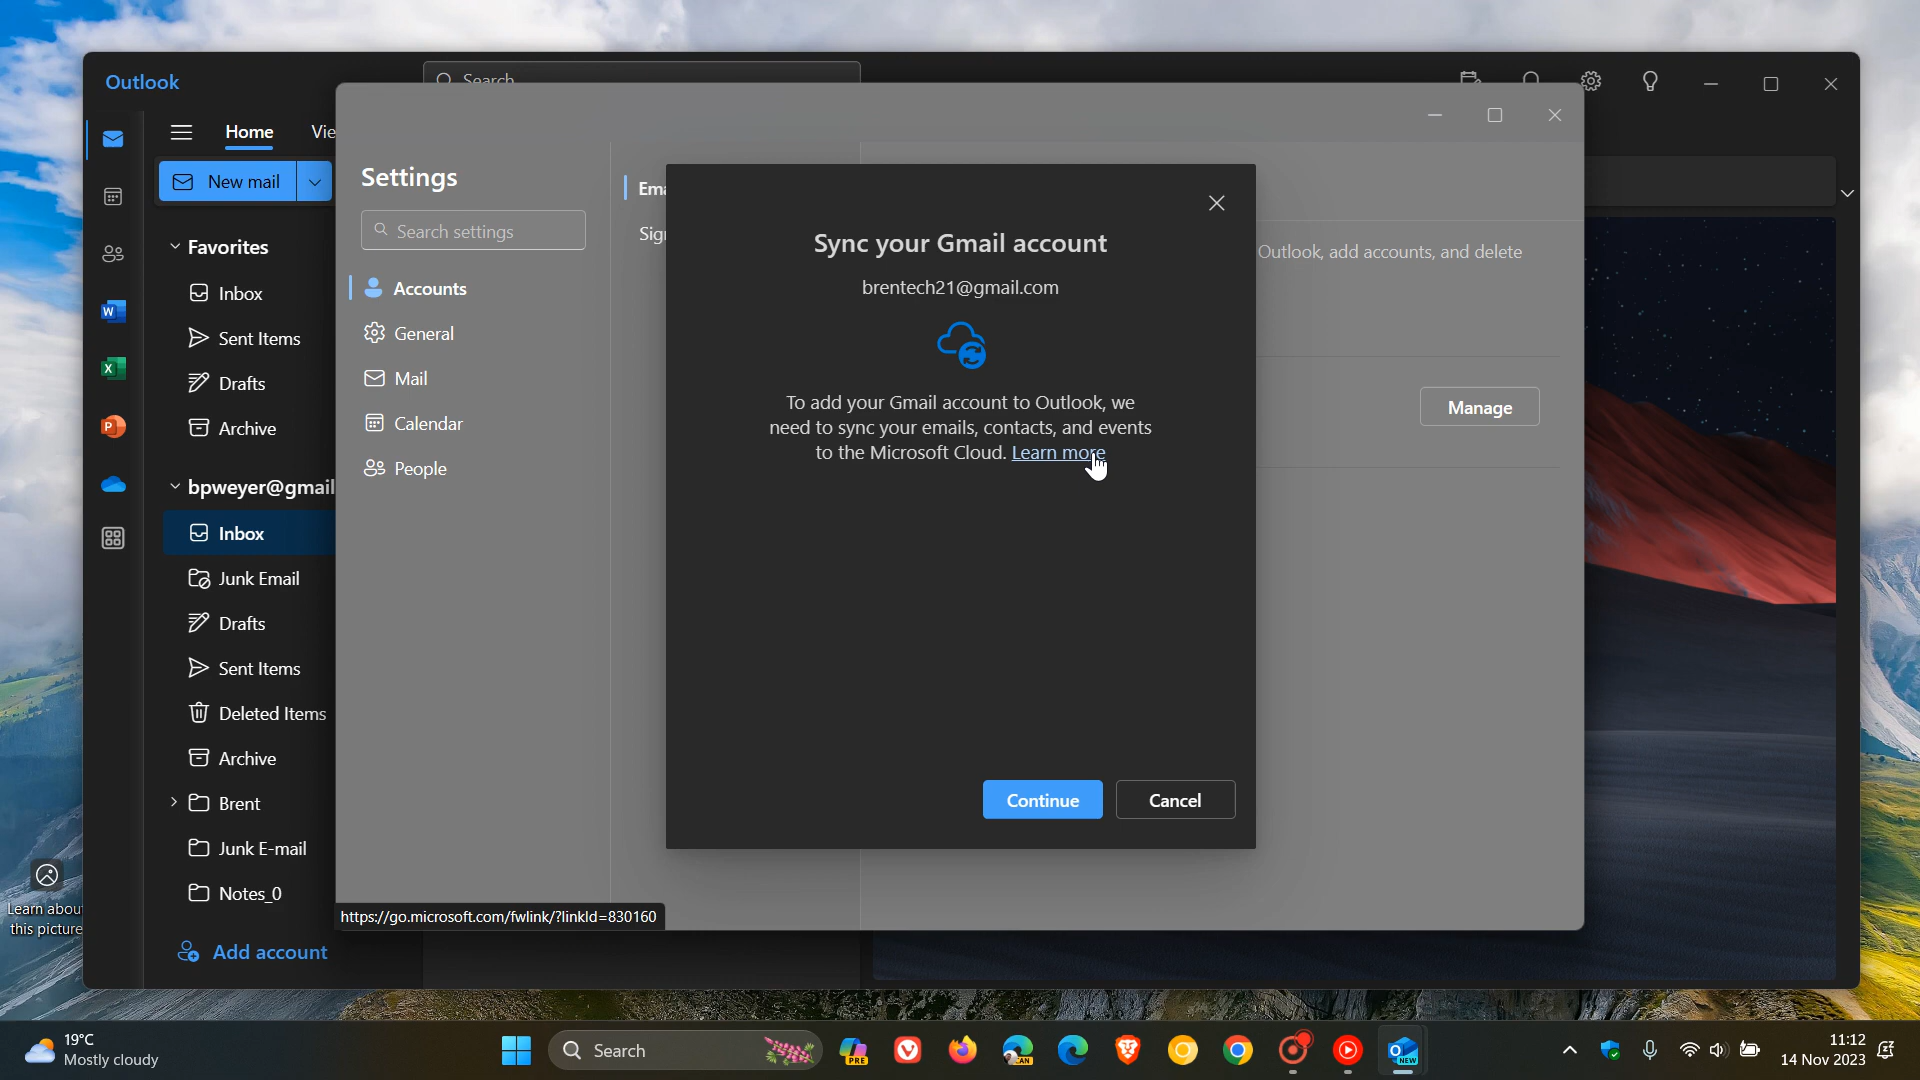 Outlook
Search
Home
Vie
New mail
Favorites
Inbox
Sent Items
Drafts
Archive
bpweyer@gmail
Inbox
Junk Email
Drafts
Sent Items
Deleted Items
Archive
Brent
Junk E-mail
Notes_0
Add account
Settings
Search settings
Accounts
General
Mail
Calendar
People
Ema
Sig
Outlook, add accounts, and delete
Manage
Sync your Gmail account
brentech21@gmail.com
To add your Gmail account to Outlook, we
need to sync your emails, contacts, and events
to the Microsoft Cloud. Learn more
Continue
Cancel
https://go.microsoft.com/fwlink/?linkId=830160
Learn abou
this picture
19°C
Mostly cloudy
Search
PRE
CAN
NEW
11:12
14 Nov 2023